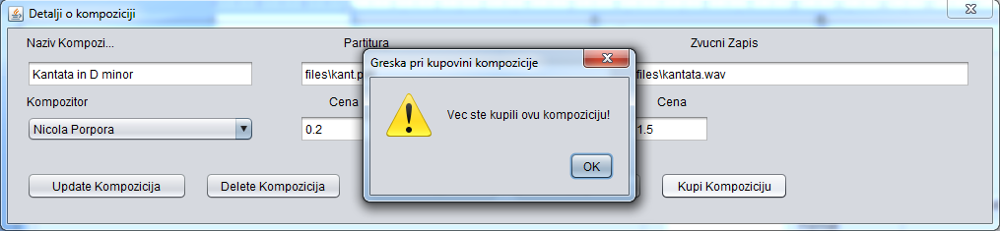 Detalji o kompoziciji
Naziv Kompozi...
Partitura
Zvucni Zapis
Kantata in D minor
files\kant.p
files\kantata.wav
Kompozitor
Cena
Cena
Nicola Porpora
0.2
1.5
Update Kompozicija
Delete Kompozicija
Kupi Kompoziciju
Greska pri kupovini kompozicije
Vec ste kupili ovu kompoziciju!
OK